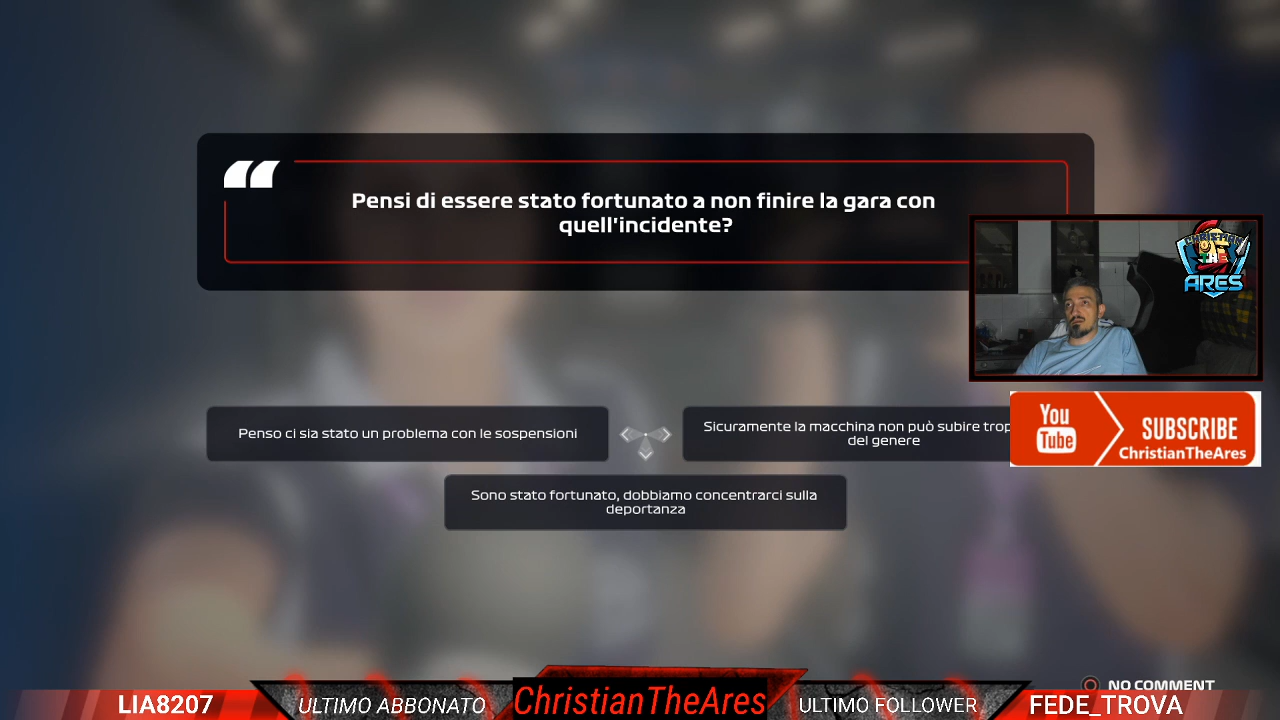 Pensi di essere stato fortunato a non finire la gara con
quell'incidente?
CHRISTIAN
THE
ARES
Penso ci sia stato un problema con le sospensioni
Sicuramente la macchina non può subire
del genere
Sono stato fortunato, dobbiamo concentrarci sulla
deportanza
You
Tube
SUBSCRIBE
ChristianTheAres
NO COMMENT
LIA8207
ULTIMO ABBONATO
ChristianTheAres
ULTIMO FOLLOWER
FEDE_TROVA